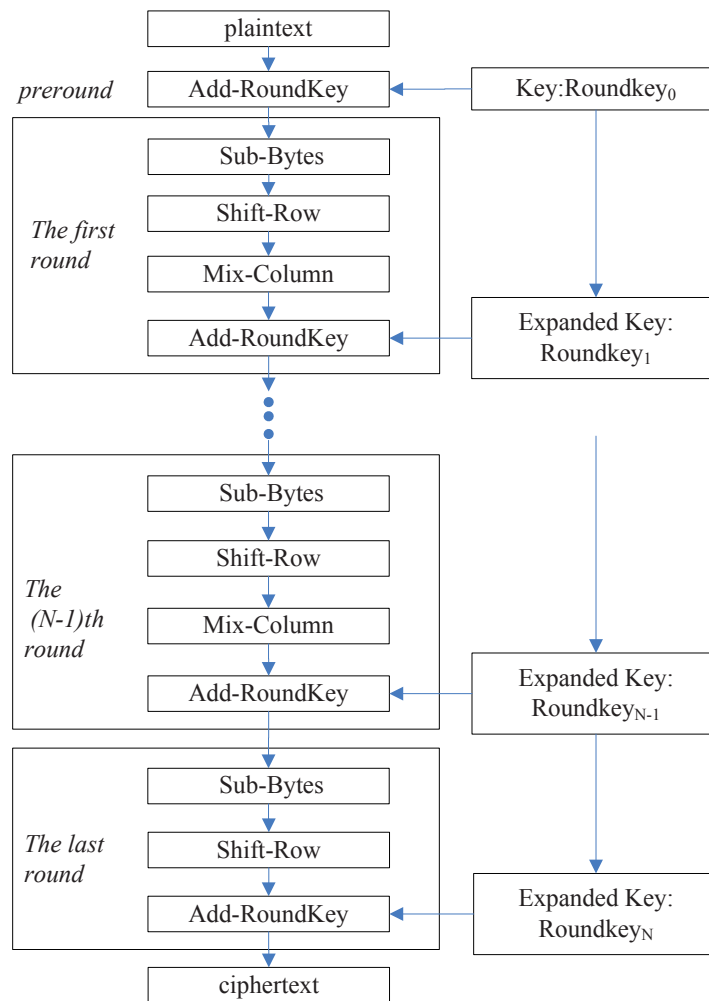 plaintext
preround
Add-RoundKey
Key:Roundkey₀
Sub-Bytes
Shift-Row
The first
round
Mix-Column
Add-RoundKey
Expanded Key:
Roundkey₁
Sub-Bytes
Shift-Row
The
(N-1)th
round
Mix-Column
Add-RoundKey
Expanded Key:
Roundkey_N-1
Sub-Bytes
The last
round
Shift-Row
Add-RoundKey
Expanded Key:
Roundkey_N
ciphertext